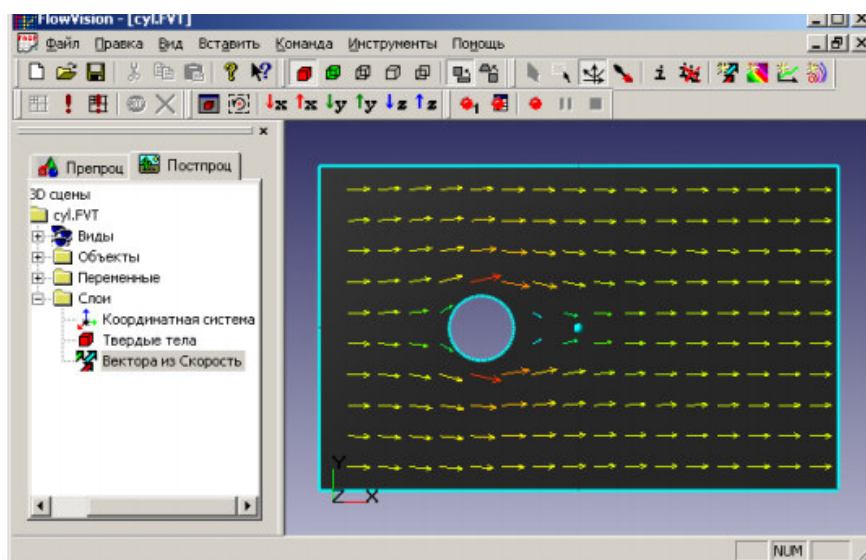 FlowVision - [cyl.FVT]
Файл Правка Вид Вставить Команда Инструменты Помощь
x x y y z z
Препроц Постпроц
3D сцены
cyl.FVT
Виды
Объекты
Переменные
Слои
Координатная система
Твердые тела
Вектора из Скорость
Y
Z X
NUM